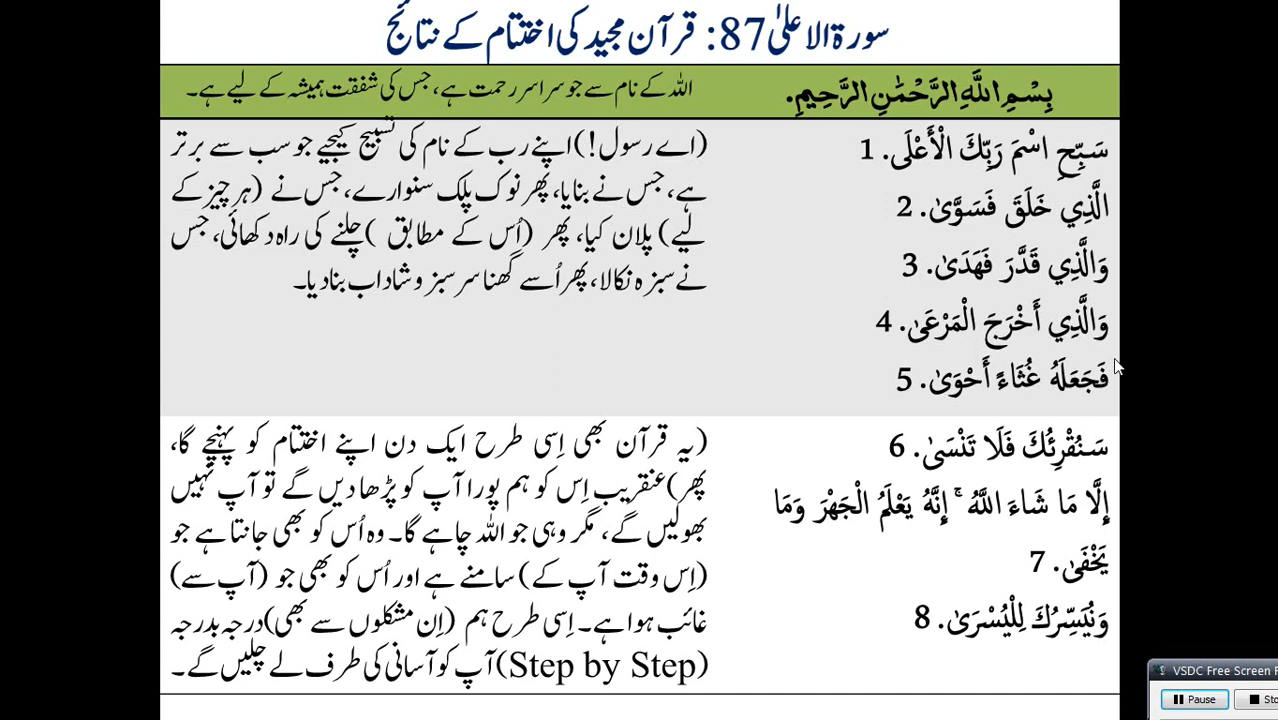 سورۃ الاعلیٰ 87: قرآن مجید کی اختتام کے نتائج
بِسْمِ اللَّهِ الرَّحْمَٰنِ الرَّحِيمِ.
اللہ کے نام سے جو سراسر رحمت ہے، جس کی شفقت ہمیشہ کے لیے ہے۔
سَبِّحِ اسْمَ رَبِّكَ الْأَعْلَى. 1
الَّذِي خَلَقَ فَسَوَّىٰ. 2
وَالَّذِي قَدَّرَ فَهَدَىٰ. 3
وَالَّذِي أَخْرَجَ الْمَرْعَىٰ. 4
فَجَعَلَهُ غُثَاءً أَحْوَىٰ. 5
(اے رسول!) اپنے رب کے نام کی تسبیح کیجیے جو سب سے برتر
ہے، جس نے بنایا، پھر نوک پلک سنوارے، جس نے (ہر چیز کے
لیے) پلان کیا، پھر (اُس کے مطابق) چلنے کی راہ دکھائی، جس
نے سبزہ نکالا، پھر اُسے گھنا سرسبز و شاداب بنا دیا۔
سَنُقْرِئُكَ فَلَا تَنْسَىٰ. 6
إِلَّا مَا شَاءَ اللَّهُ ۚ إِنَّهُ يَعْلَمُ الْجَهْرَ وَمَا
يَخْفَىٰ. 7
وَنُيَسِّرُكَ لِلْيُسْرَىٰ. 8
(یہ قرآن بھی اِسی طرح ایک دن اپنے اختتام کو پہنچے گا،
پھر) عنقریب اِس کو ہم پورا آپ کو پڑھا دیں گے تو آپ نہیں
بھولیں گے، مگر وہی جو اللہ چاہے گا۔ وہ اُس کو بھی جانتا ہے جو
(اِس وقت آپ کے) سامنے ہے اور اُس کو بھی جو (آپ سے)
غائب ہوا ہے۔ اِسی طرح ہم (اِن مشکلوں سے بھی) درجہ بدرجہ
(Step by Step) آپ کو آسانی کی طرف لے چلیں گے۔
VSDC Free Screen
Pause